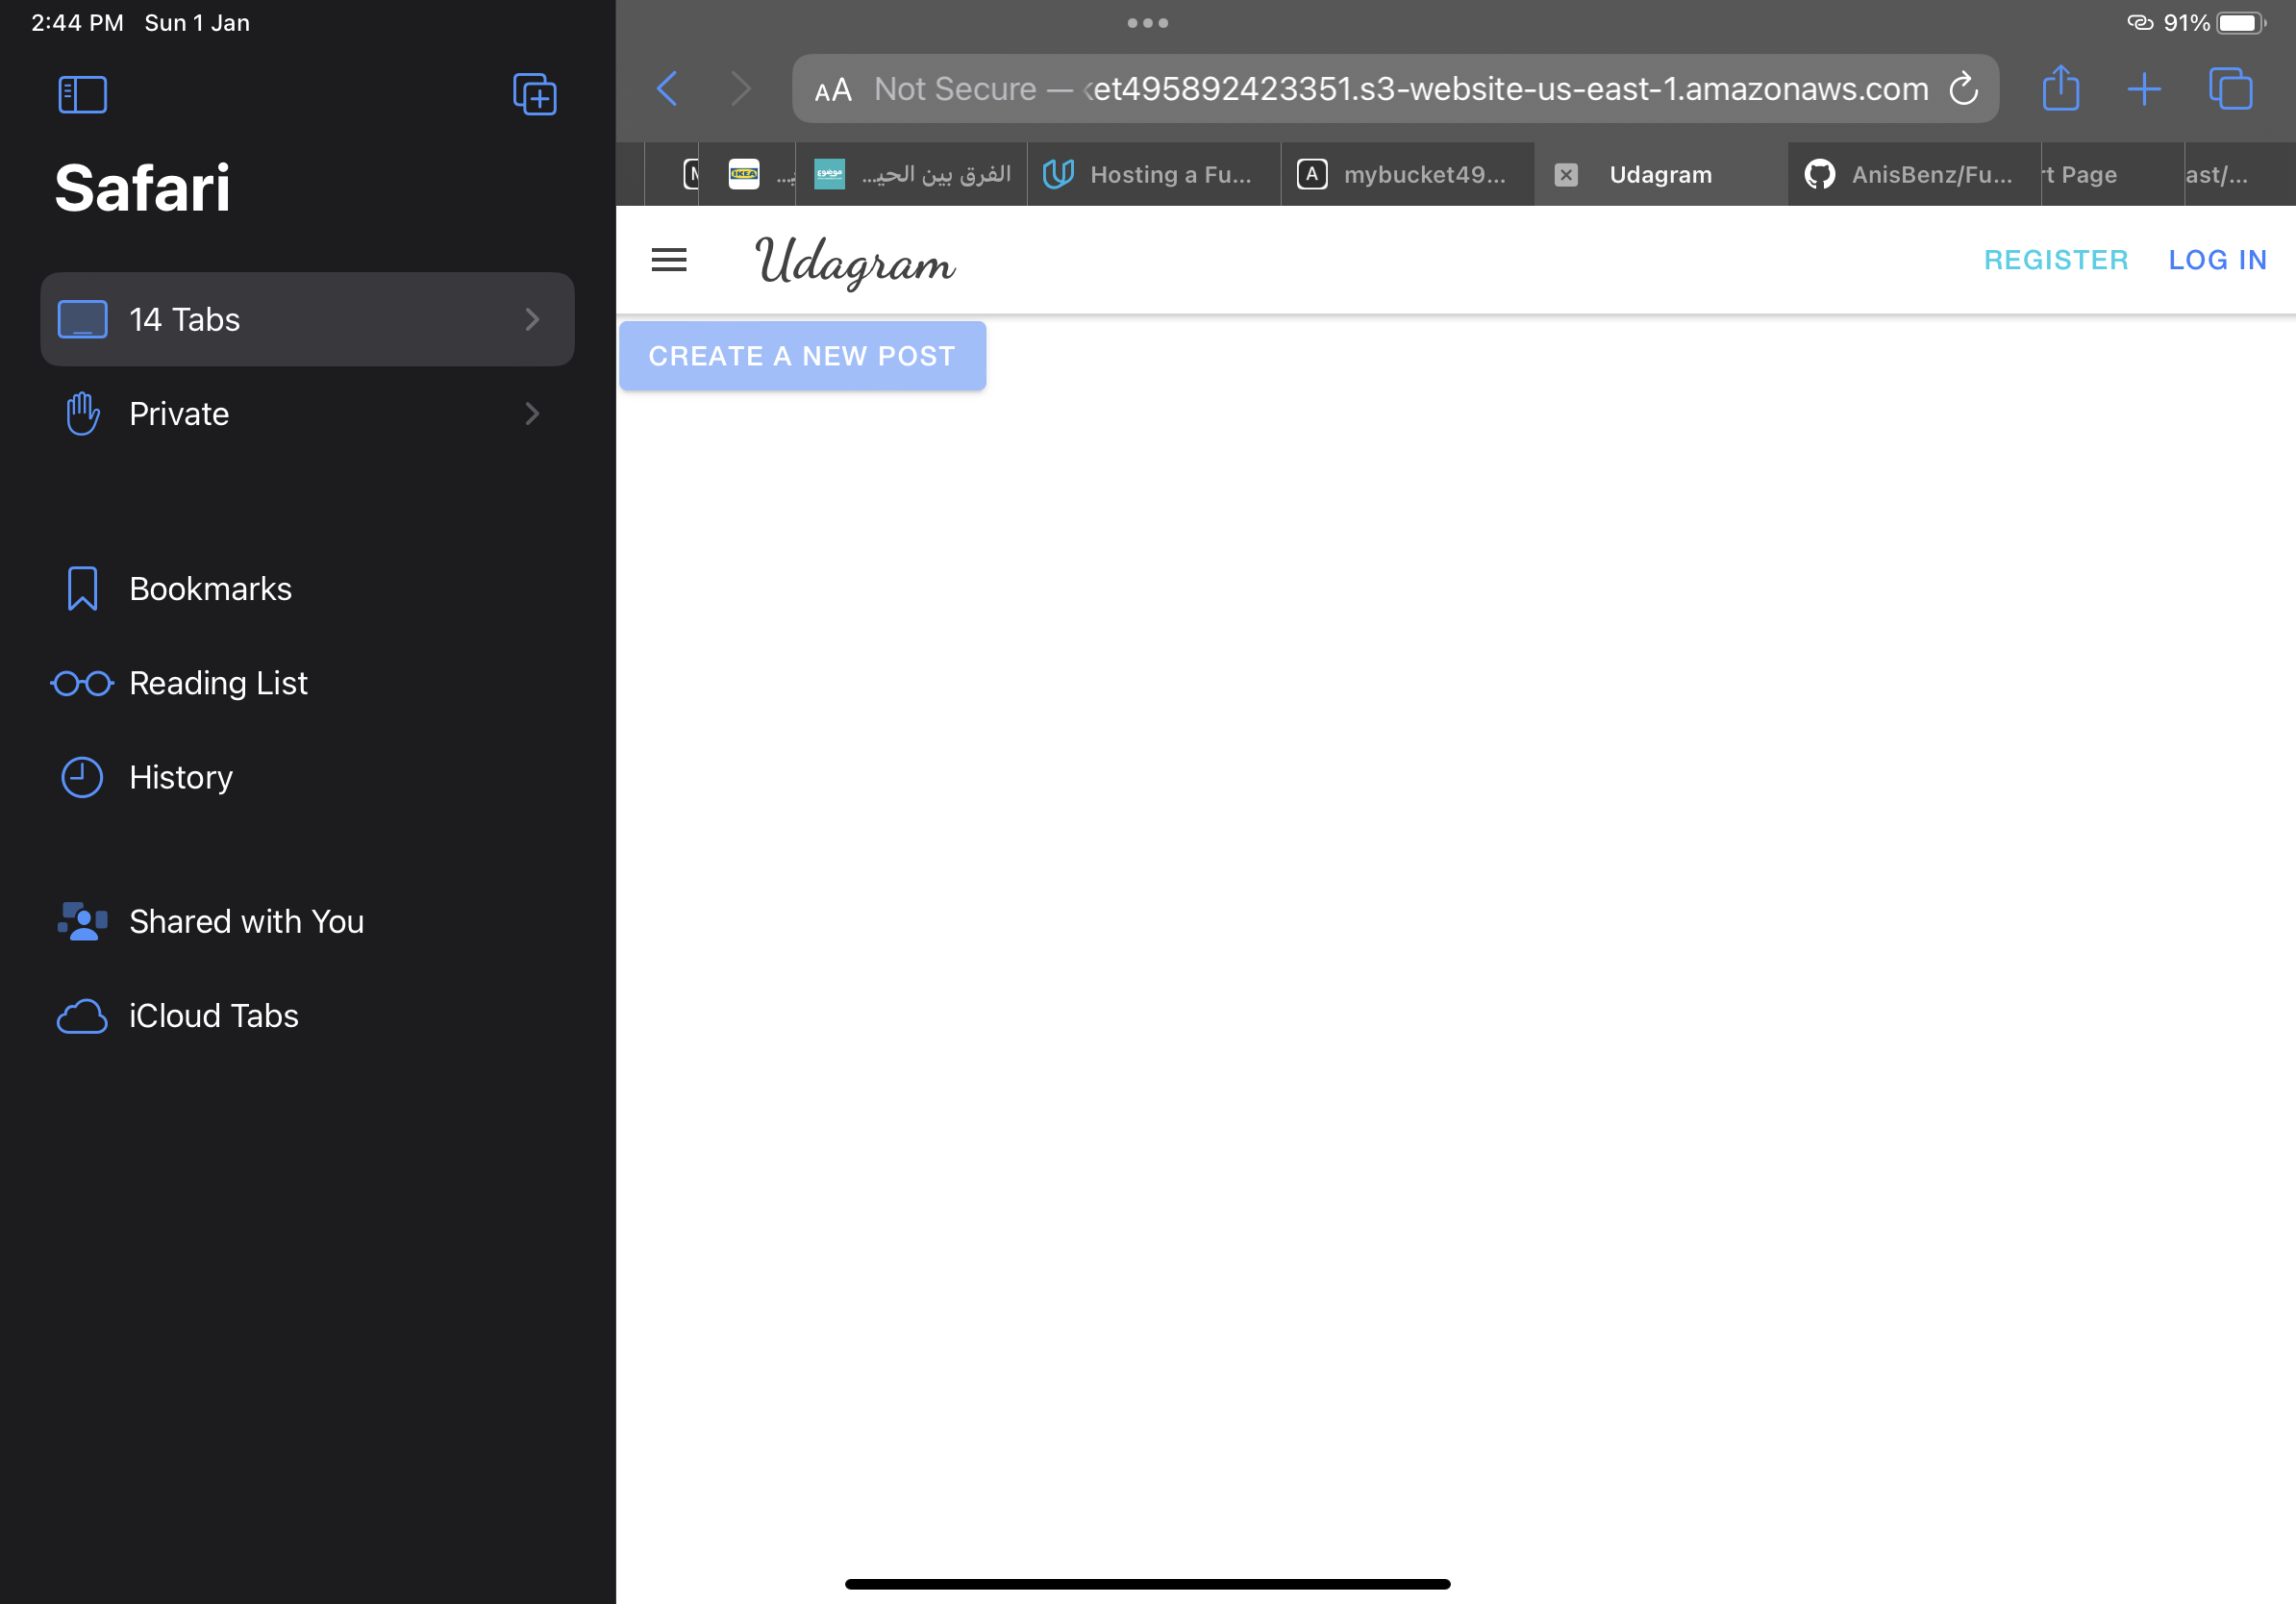 2:44 PM Sun 1 Jan
91%
Safari
14 Tabs
Private
Bookmarks
Reading List
History
Shared with You
iCloud Tabs
AA Not Secure — et495892423351.s3-website-us-east-1.amazonaws.com
IKEA
الفرق بين الحيـ...
Hosting a Fu...
A mybucket49...
Udagram
AnisBenz/Fu...
rt Page
ast/...
Udagram
REGISTER LOG IN
CREATE A NEW POST